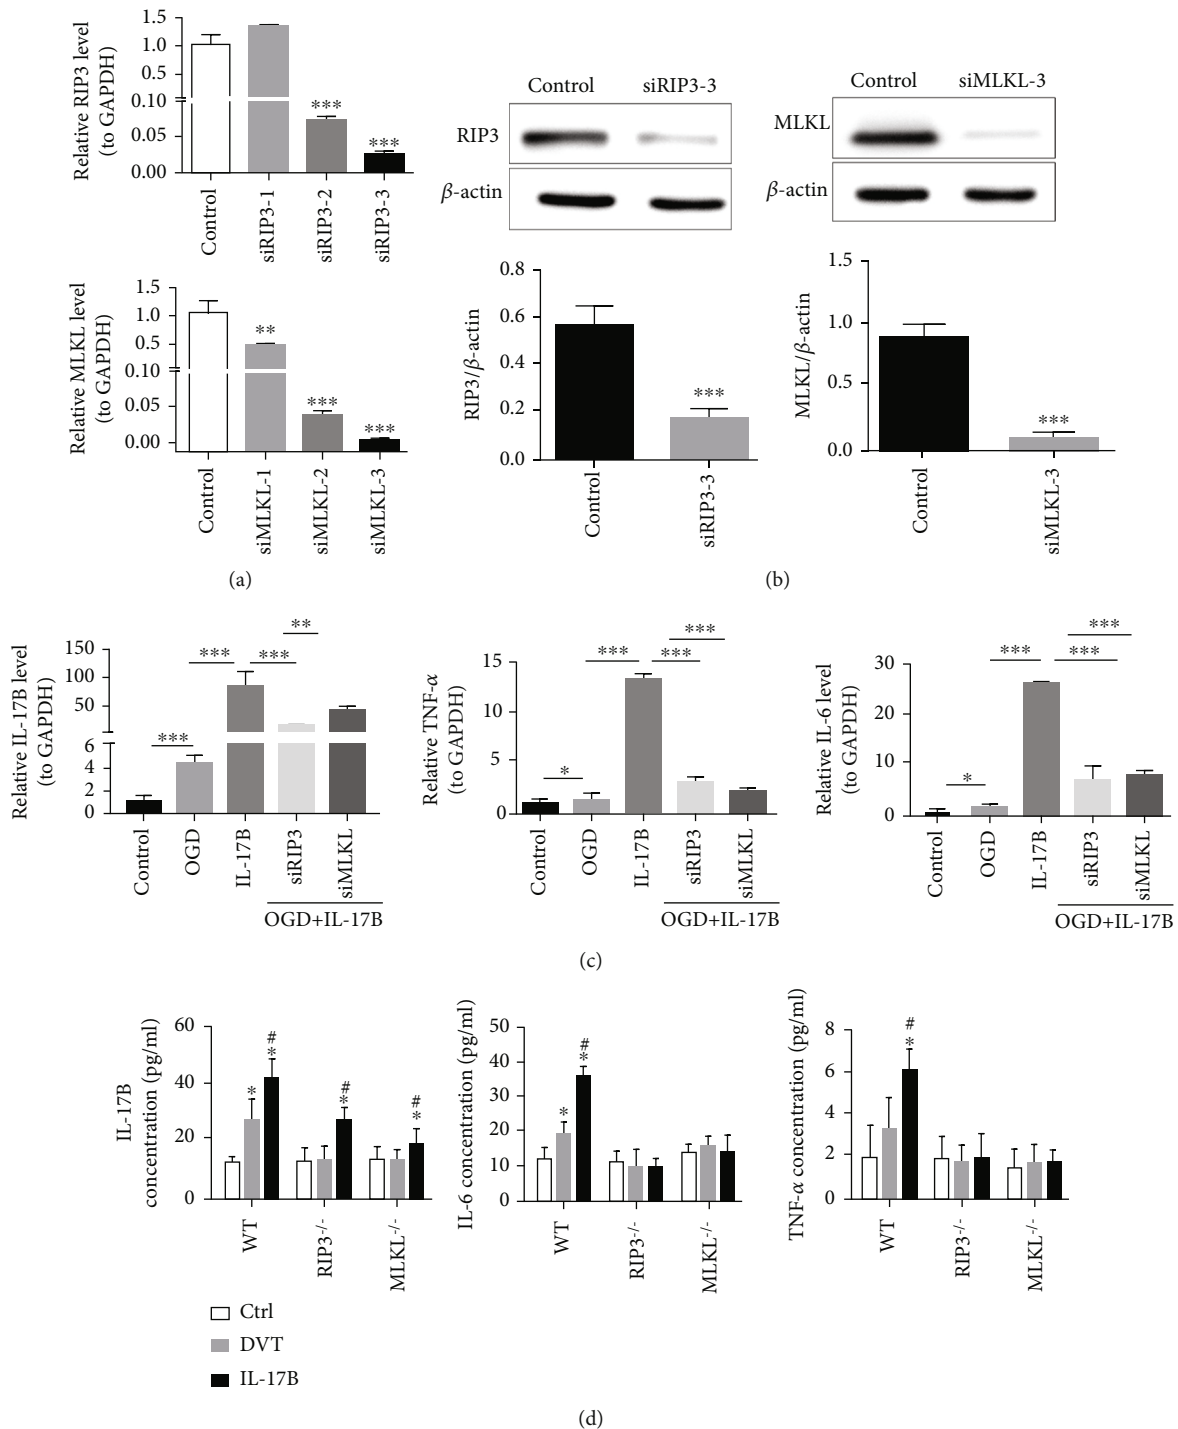 Relative RIP3 level
(to GAPDH)
1.5
1.0
0.5
0.10
0.05
0.00
***
***
Control
siRIP3-1
siRIP3-2
siRIP3-3
Relative MLKL level
(to GAPDH)
1.5
1.0
0.5
0.10
0.05
0.00
**
***
***
Control
siMLKL-1
siMLKL-2
siMLKL-3
(a)
Control siRIP3-3
RIP3
β-actin
Control siMLKL-3
MLKL
β-actin
RIP3/β-actin
0.8
0.6
0.4
0.2
0.0
***
Control
siRIP3-3
MLKL/β-actin
1.5
1.0
0.5
0.0
***
Control
siMLKL-3
(b)
Relative IL-17B level
(to GAPDH)
150
100
50
6
4
2
0
***
***
***
**
Control
OGD
IL-17B
siRIP3
siMLKL
OGD+IL-17B
Relative TNF-α
(to GAPDH)
15
10
5
0
*
***
***
***
Control
OGD
IL-17B
siRIP3
siMLKL
OGD+IL-17B
Relative IL-6 level
(to GAPDH)
30
20
10
0
*
***
***
***
Control
OGD
IL-17B
siRIP3
siMLKL
OGD+IL-17B
(c)
IL-17B
concentration (pg/ml)
60
40
20
0
*
#
*
#
*
#
*
WT
RIP3-/-
MLKL-/-
IL-6 concentration (pg/ml)
50
40
30
20
10
0
*
#
*
WT
RIP3-/-
MLKL-/-
TNF-α concentration (pg/ml)
8
6
4
2
0
#
*
WT
RIP3-/-
MLKL-/-
Ctrl
DVT
IL-17B
(d)